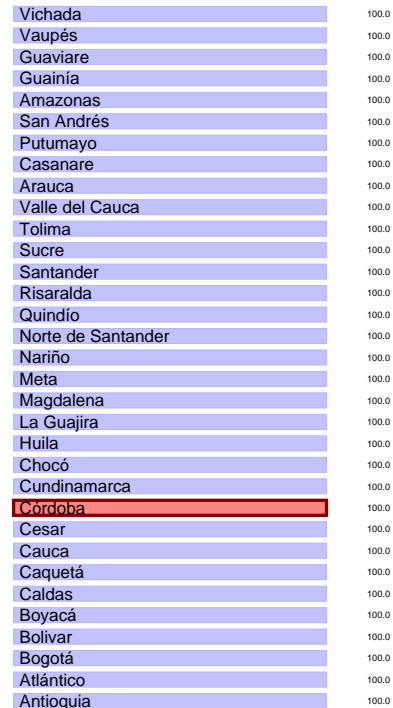 Vichada 100.0
Vaupés 100.0
Guaviare 100.0
Guainía 100.0
Amazonas 100.0
San Andrés 100.0
Putumayo 100.0
Casanare 100.0
Arauca 100.0
Valle del Cauca 100.0
Tolima 100.0
Sucre 100.0
Santander 100.0
Risaralda 100.0
Quindío 100.0
Norte de Santander 100.0
Nariño 100.0
Meta 100.0
Magdalena 100.0
La Guajira 100.0
Huila 100.0
Chocó 100.0
Cundinamarca 100.0
Córdoba 100.0
Cesar 100.0
Cauca 100.0
Caquetá 100.0
Caldas 100.0
Boyacá 100.0
Bolivar 100.0
Bogotá 100.0
Atlántico 100.0
Antioquia 100.0